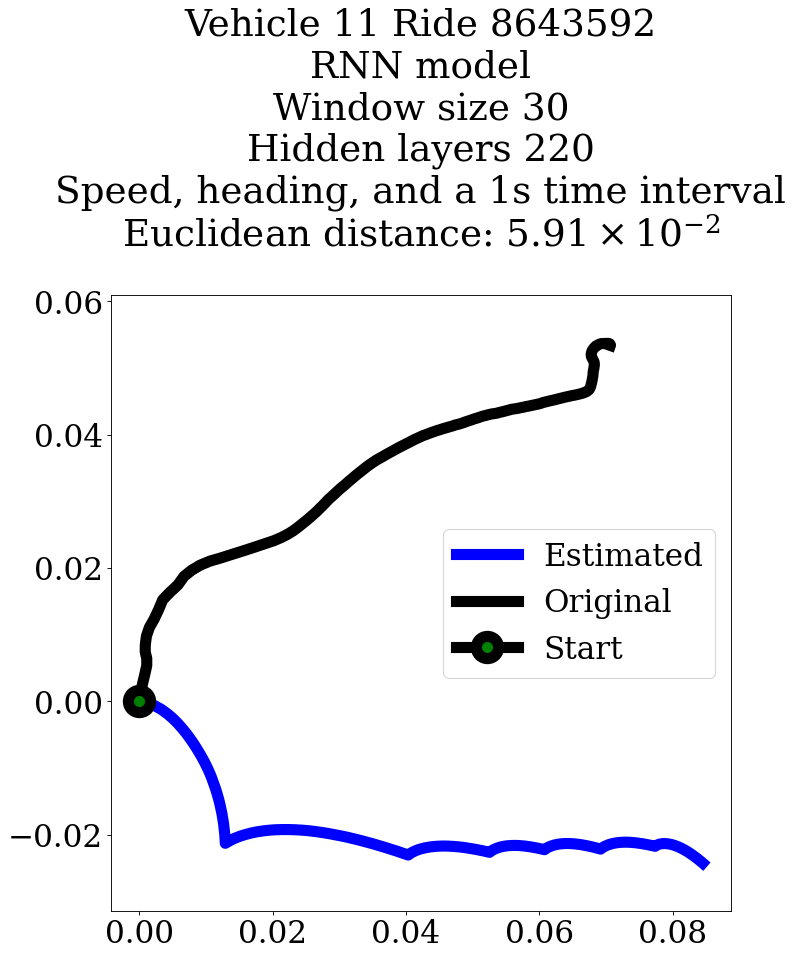 Vehicle 11 Ride 8643592
RNN model
Window size 30
Hidden layers 220
Speed, heading, and a 1s time interval
Euclidean distance: 5.91 × 10⁻²
0.06
0.04
0.02
0.00
−0.02
Estimated
Original
Start
0.00 0.02 0.04 0.06 0.08